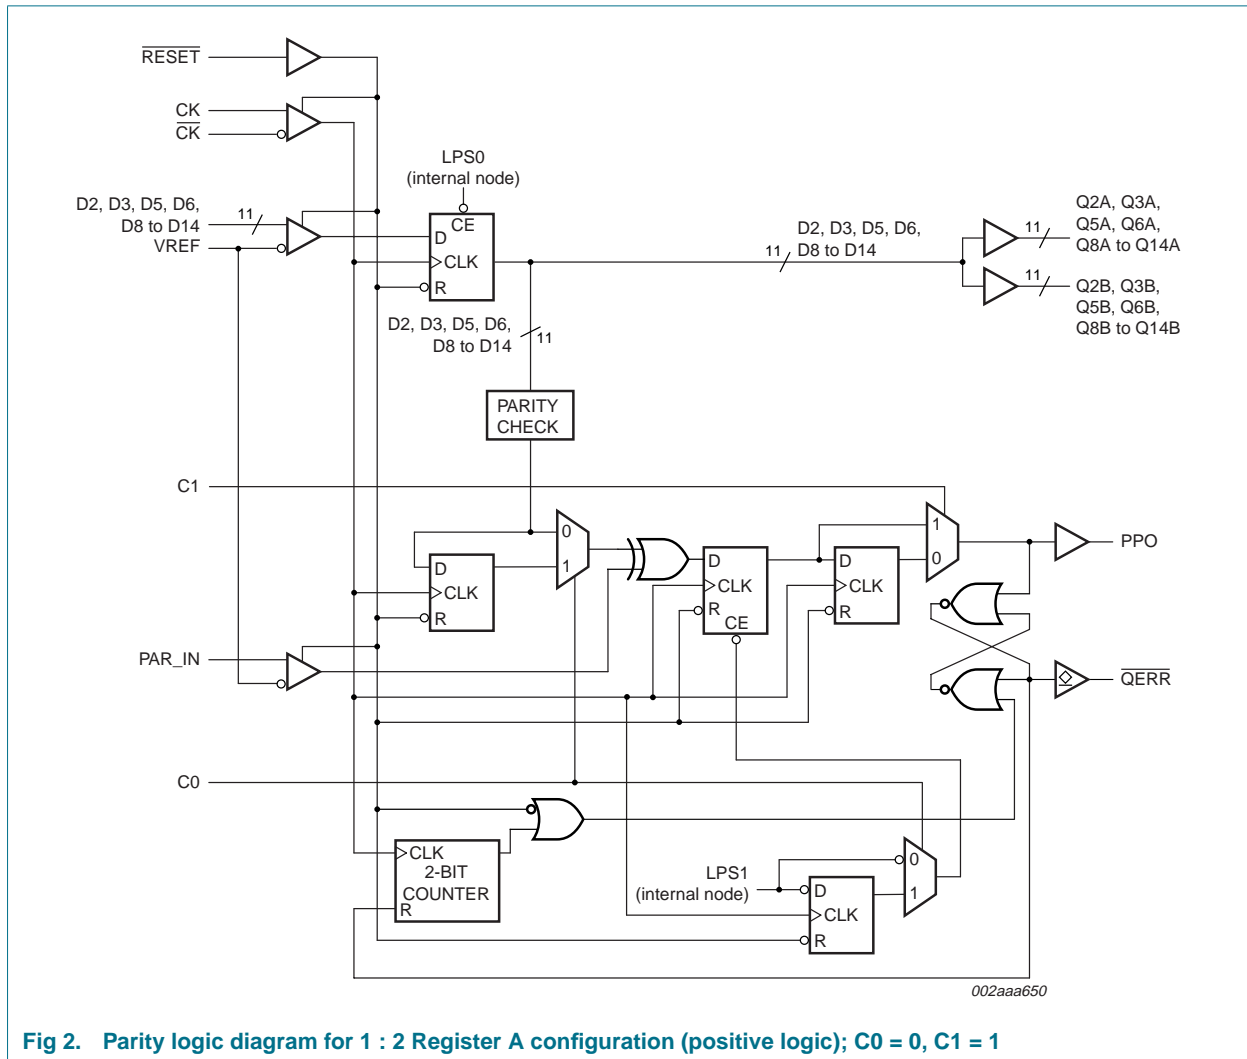 RESET
CK
CK
LPS0
(internal node)
D2, D3, D5, D6,
D8 to D14
11
VREF
CE
D
CLK
R
D2, D3, D5, D6,
D8 to D14
11
11
Q2A, Q3A,
Q5A, Q6A,
Q8A to Q14A
11
Q2B, Q3B,
Q5B, Q6B,
Q8B to Q14B
D2, D3, D5, D6,
D8 to D14
11
PARITY
CHECK
C1
0
1
D
CLK
R
D
CLK
R
CE
D
CLK
R
1
0
PPO
PAR_IN
QERR
C0
CLK
2-BIT
COUNTER
R
LPS1
(internal node)
D
CLK
R
0
1
002aaa650
Fig 2. Parity logic diagram for 1 : 2 Register A configuration (positive logic); C0 = 0, C1 = 1